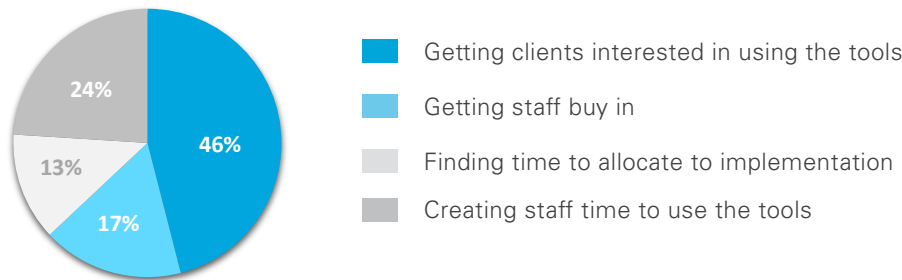 24%
46%
13%
17%
Getting clients interested in using the tools
Getting staff buy in
Finding time to allocate to implementation
Creating staff time to use the tools